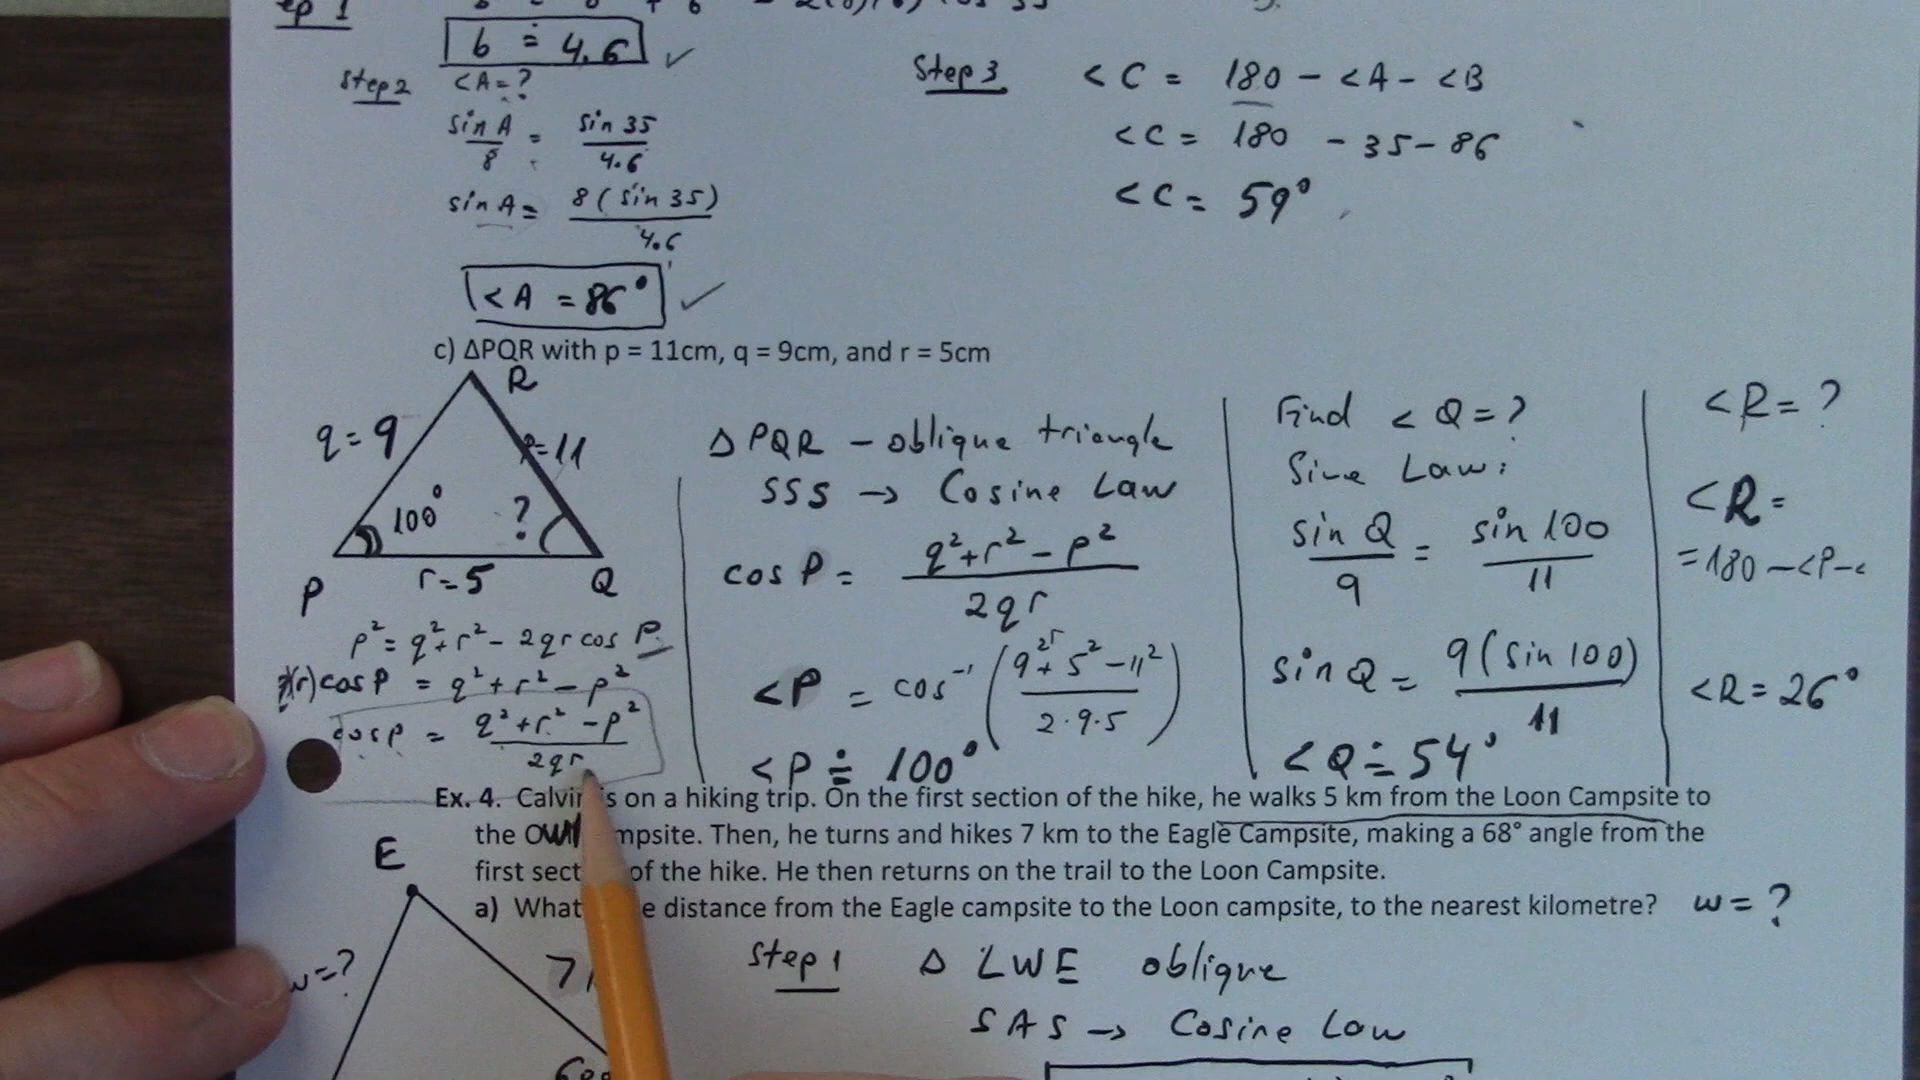 ep 1
b ≐ 4.6 ✓
Step 2 <A = ?
sin A / 8 = sin 35 / 4.6
sin A = 8 (sin 35) / 4.6
<A = 86° ✓
Step 3 <C = 180 - <A - <B
<C = 180 - 35 - 86
<C = 59°
c) ΔPQR with p = 11cm, q = 9cm, and r = 5cm
R
q = 9
p = 11
100°
?
P
r = 5
Q
p² = q² + r² - 2qr cos P
(r) cos P = q² + r² - p²
cos P = q² + r² - p² / 2qr
Δ PQR - oblique triangle
SSS → Cosine Law
cos P = q² + r² - p² / 2qr
<P = cos⁻¹ (9² + 5² - 11² / 2·9·5)
<P ≐ 100°
Find <Q = ?
Sine Law:
sin Q / 9 = sin 100 / 11
sin Q = 9 (sin 100) / 11
<Q ≐ 54°
<R = ?
<R =
= 180 - <P - <
<R = 26°
Ex. 4. Calvin is on a hiking trip. On the first section of the hike, he walks 5 km from the Loon Campsite to
the Owl mpsite. Then, he turns and hikes 7 km to the Eagle Campsite, making a 68° angle from the
first sect of the hike. He then returns on the trail to the Loon Campsite.
a) What e distance from the Eagle campsite to the Loon campsite, to the nearest kilometre? w = ?
E
w = ?
7
Step 1 Δ LWE oblique
SAS → Cosine Law